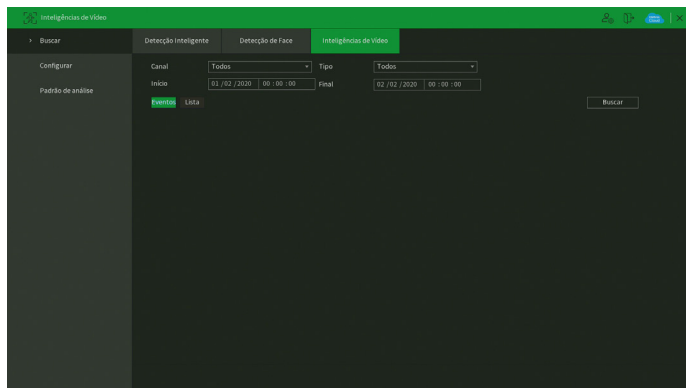 Inteligências de Vídeo
> Buscar
Detecção Inteligente
Detecção de Face
Inteligências de Vídeo
Configurar
Padrão de análise
Canal Todos Tipo Todos
Início 01 /02 /2020 00 : 00 : 00 Final 02 /02 /2020 00 : 00 : 00
Eventos Lista Buscar